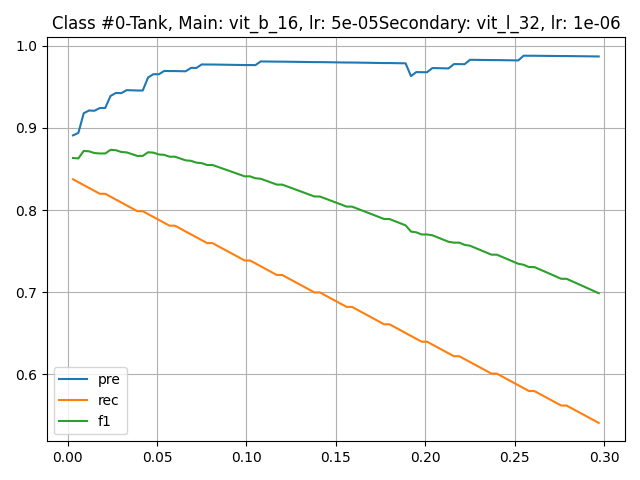 Class #0-Tank, Main: vit_b_16, lr: 5e-05Secondary: vit_l_32, lr: 1e-06
1.0
0.9
0.8
0.7
0.6
pre
rec
f1
0.00 0.05 0.10 0.15 0.20 0.25 0.30